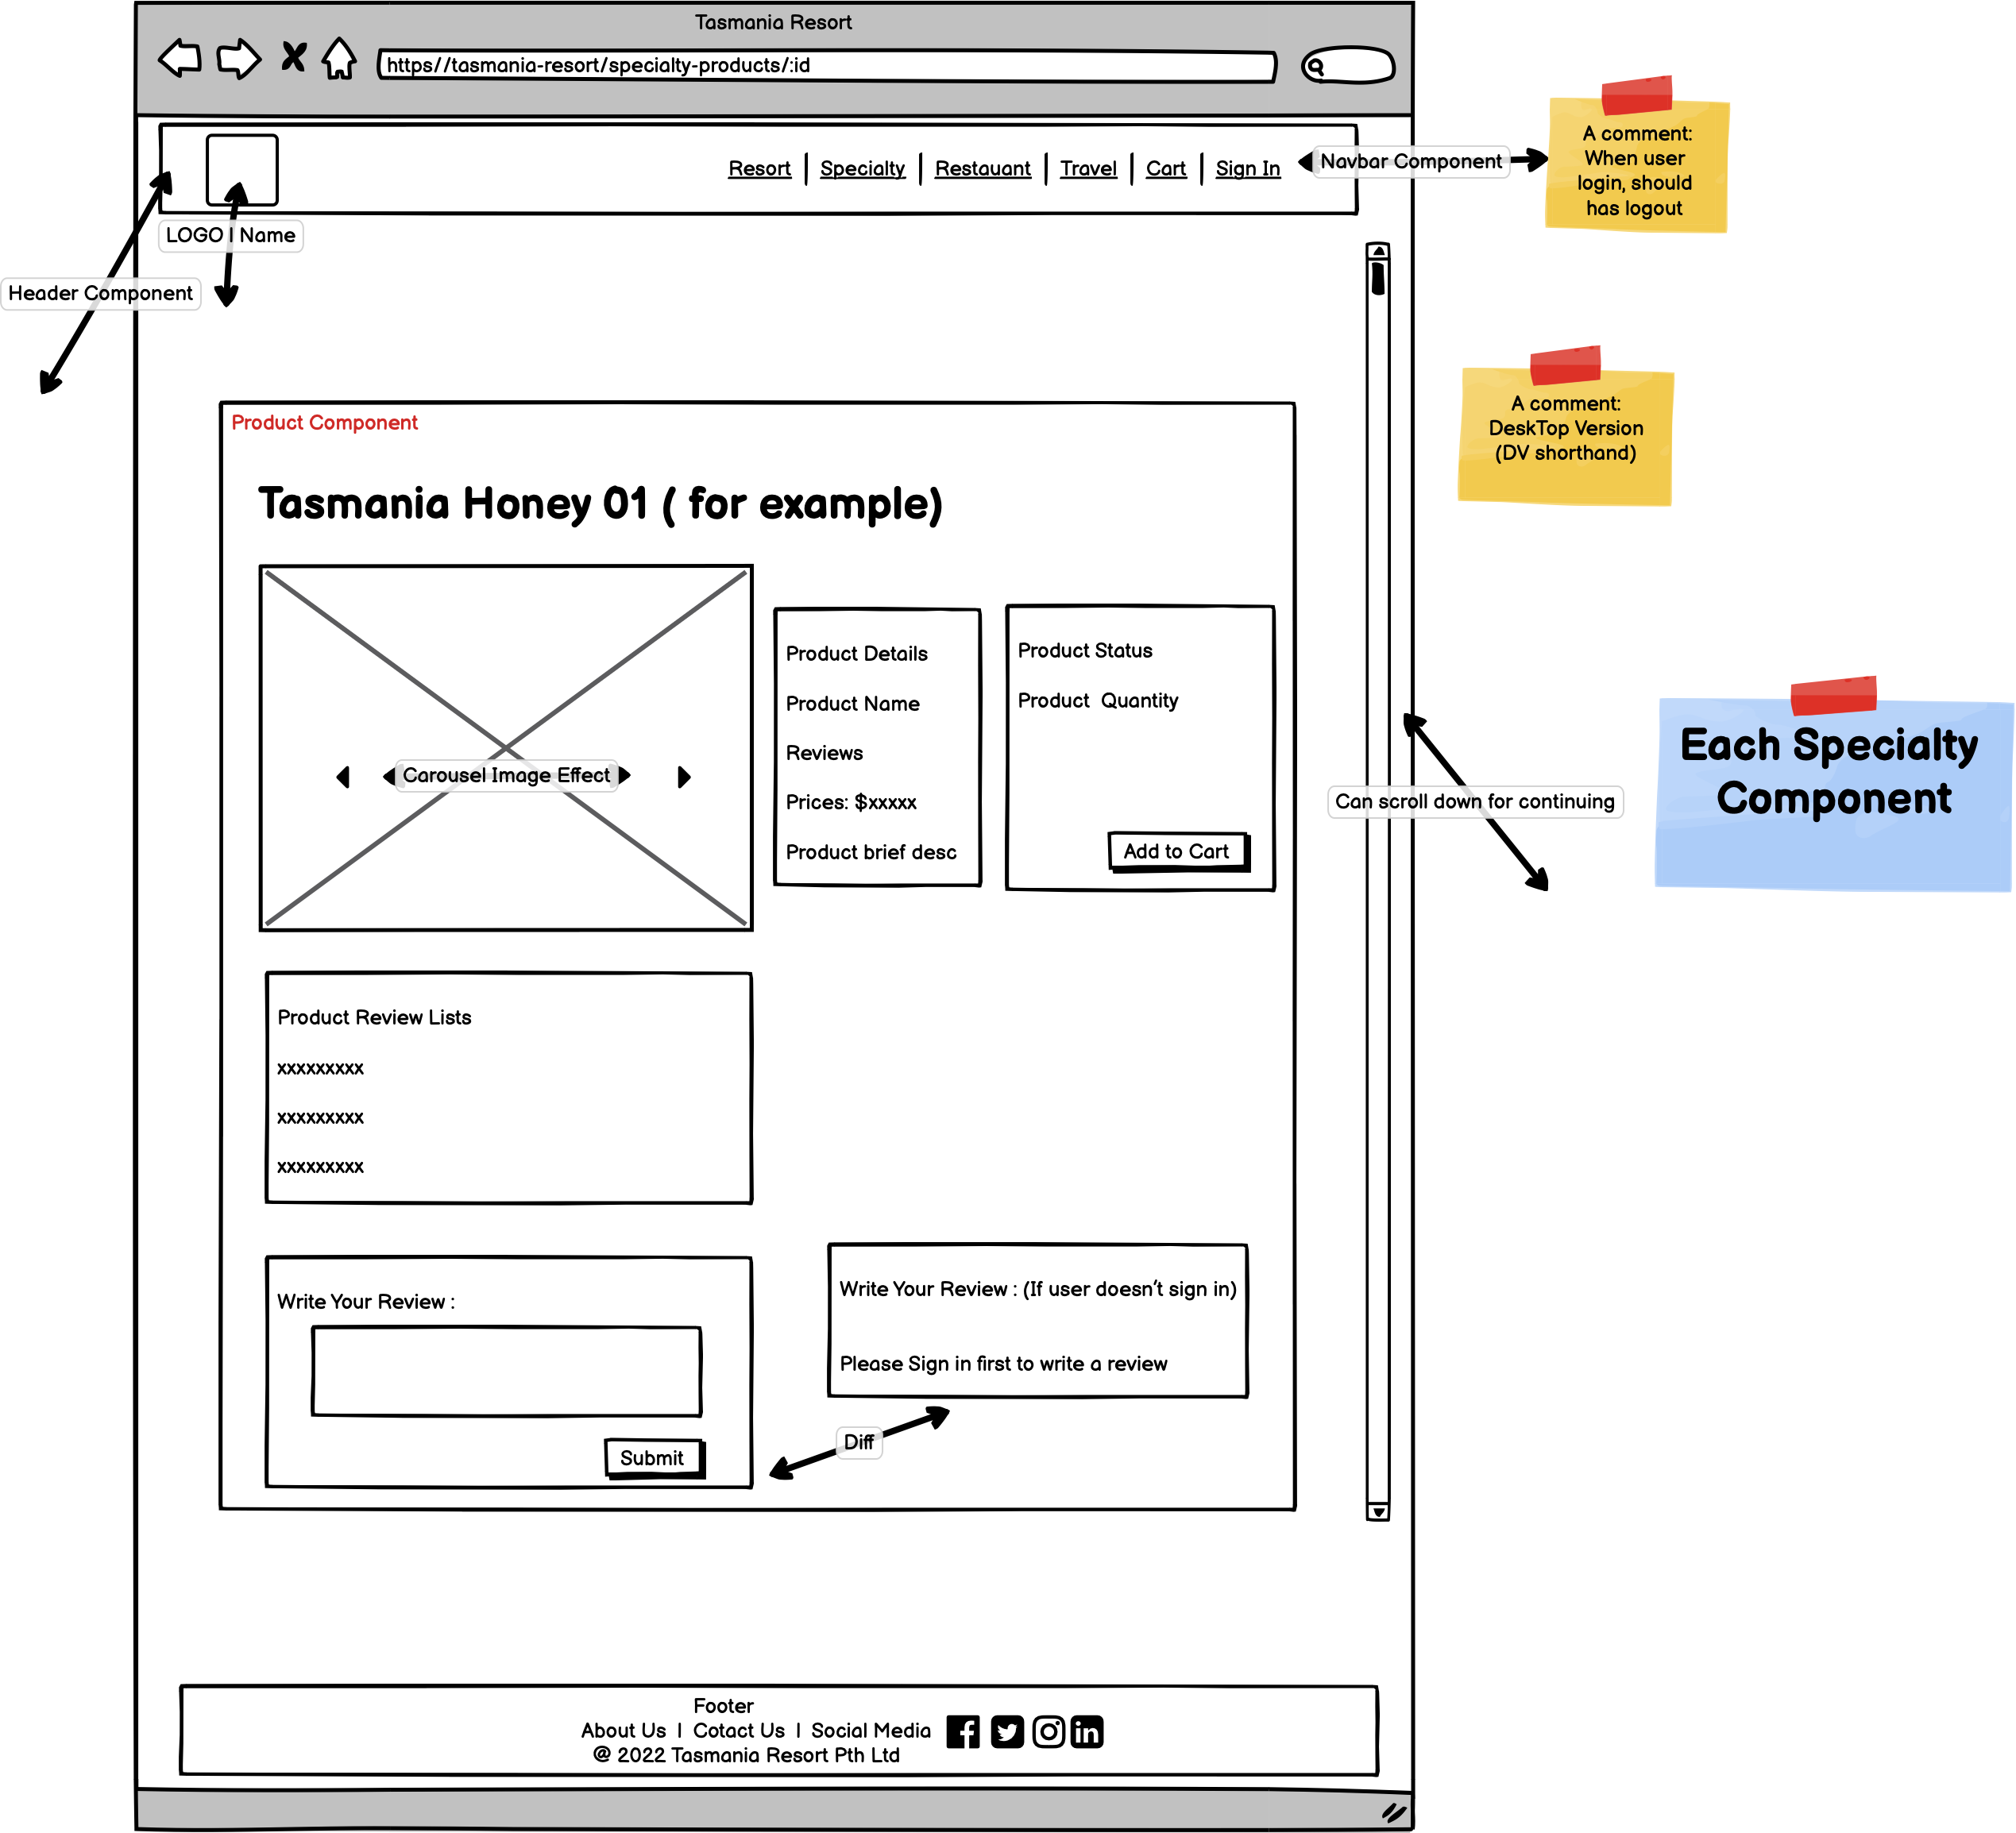 Tasmania Resort
https//tasmania-resort/specialty-products/:id
Resort | Specialty | Restauant | Travel | Cart | Sign In
Navbar Component
A comment:
When user
login, should
has logout
LOGO | Name
Header Component
A comment:
DeskTop Version
(DV shorthand)
Product Component
Tasmania Honey 01 ( for example)
Carousel Image Effect
Product Details
Product Name
Reviews
Prices: $xxxxx
Product brief desc
Product Status
Product  Quantity
Add to Cart
Can scroll down for continuing
Each Specialty
Component
Product Review Lists
xxxxxxxxx
xxxxxxxxx
xxxxxxxxx
Write Your Review :
Submit
Write Your Review : (If user doesn't sign in)
Please Sign in first to write a review
Diff
Footer
About Us | Cotact Us | Social Media
@ 2022 Tasmania Resort Pth Ltd